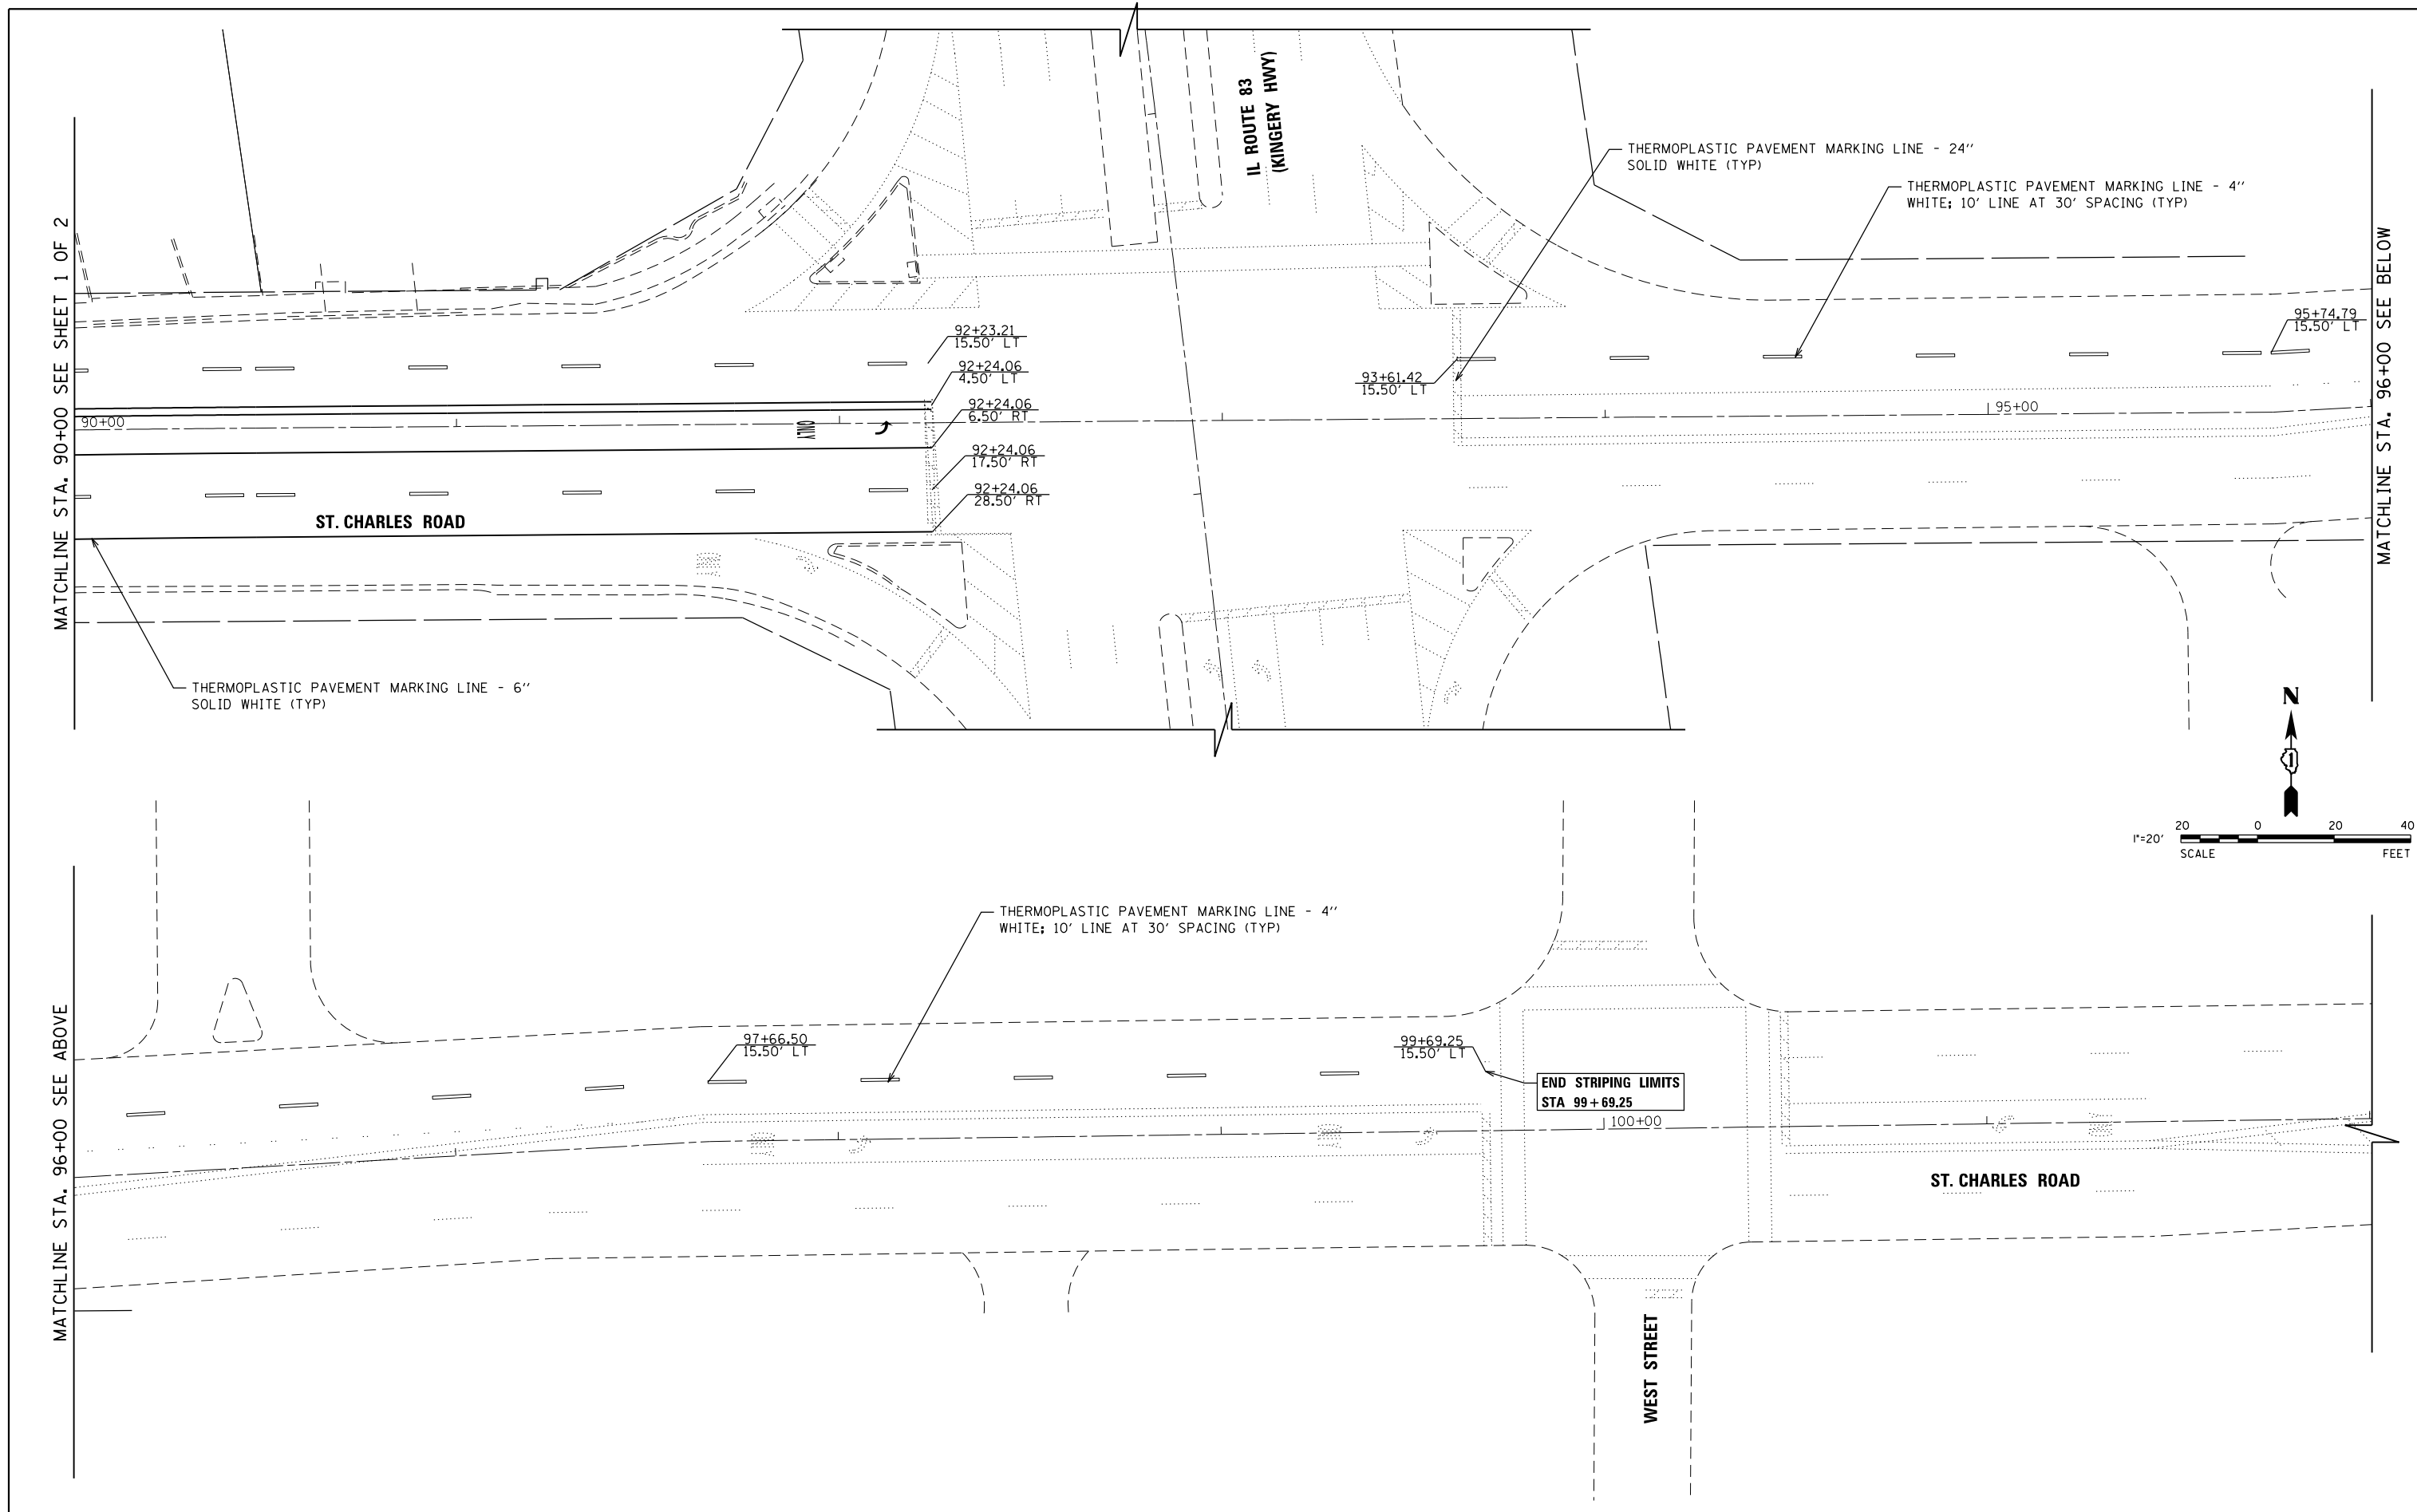 IL ROUTE 83
(KINGERY HWY)
THERMOPLASTIC PAVEMENT MARKING LINE - 24"
SOLID WHITE (TYP)
THERMOPLASTIC PAVEMENT MARKING LINE - 4"
WHITE; 10' LINE AT 30' SPACING (TYP)
MATCHLINE STA. 90+00 SEE SHEET 1 OF 2
MATCHLINE STA. 96+00 SEE BELOW
92+23.21
15.50' LT
95+74.79
15.50' LT
92+24.06
4.50' LT
93+61.42
15.50' LT
92+24.06
6.50' RT
90+00
95+00
ONLY
92+24.06
17.50' RT
92+24.06
28.50' RT
ST. CHARLES ROAD
THERMOPLASTIC PAVEMENT MARKING LINE - 6"
SOLID WHITE (TYP)
N
1
1"=20'
20 0 20 40
SCALE FEET
THERMOPLASTIC PAVEMENT MARKING LINE - 4"
WHITE; 10' LINE AT 30' SPACING (TYP)
MATCHLINE STA. 96+00 SEE ABOVE
97+66.50
15.50' LT
99+69.25
15.50' LT
END STRIPING LIMITS
STA 99+69.25
100+00
ST. CHARLES ROAD
WEST STREET